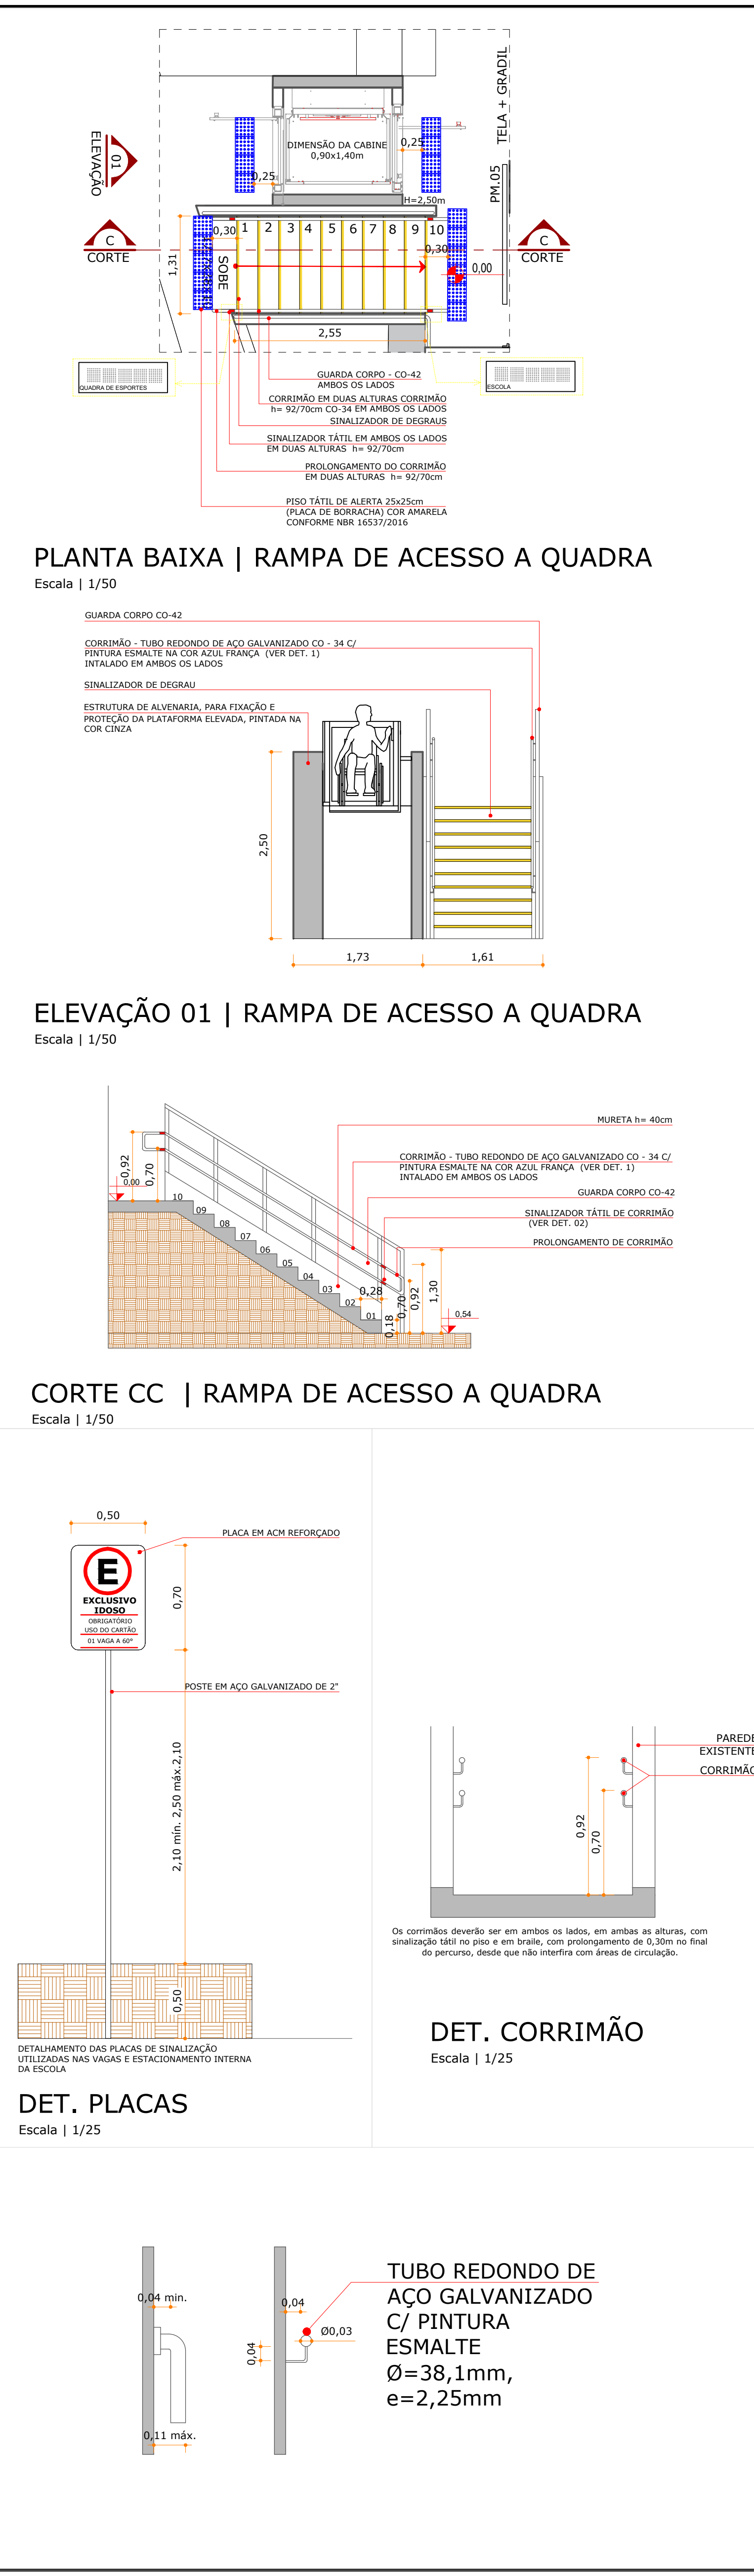 TELA + GRADIL
ELEVAÇÃO
01
DIMENSÃO DA CABINE
0,90x1,40m
0,25
0,25
PM.05
H=2,50m
1 2 3 4 5 6 7 8 9 10
0,30
0,30
C
CORTE
C
CORTE
1,31
SOBE
0,00
2,55
QUADRA DE ESPORTES
ESCOLA
GUARDA CORPO - CO-42
AMBOS OS LADOS
CORRIMÃO EM DUAS ALTURAS CORRIMÃO
h= 92/70cm CO-34 EM AMBOS OS LADOS
SINALIZADOR DE DEGRAUS
SINALIZADOR TÁTIL EM AMBOS OS LADOS
EM DUAS ALTURAS h= 92/70cm
PROLONGAMENTO DO CORRIMÃO
EM DUAS ALTURAS h= 92/70cm
PISO TÁTIL DE ALERTA 25x25cm
(PLACA DE BORRACHA) COR AMARELA
CONFORME NBR 16537/2016
PLANTA BAIXA | RAMPA DE ACESSO A QUADRA
Escala | 1/50
GUARDA CORPO CO-42
CORRIMÃO - TUBO REDONDO DE AÇO GALVANIZADO CO - 34 C/
PINTURA ESMALTE NA COR AZUL FRANÇA (VER DET. 1)
INTALADO EM AMBOS OS LADOS
SINALIZADOR DE DEGRAU
ESTRUTURA DE ALVENARIA, PARA FIXAÇÃO E
PROTEÇÃO DA PLATAFORMA ELEVADA, PINTADA NA
COR CINZA
2,50
1,73
1,61
ELEVAÇÃO 01 | RAMPA DE ACESSO A QUADRA
Escala | 1/50
MURETA h= 40cm
CORRIMÃO - TUBO REDONDO DE AÇO GALVANIZADO CO - 34 C/
PINTURA ESMALTE NA COR AZUL FRANÇA (VER DET. 1)
INTALADO EM AMBOS OS LADOS
GUARDA CORPO CO-42
SINALIZADOR TÁTIL DE CORRIMÃO
(VER DET. 02)
PROLONGAMENTO DE CORRIMÃO
0,92
0,70
0,00
10
09
08
07
06
05
04
03
02
01
0,28
0,18
0,70
0,92
1,30
0,54
CORTE CC | RAMPA DE ACESSO A QUADRA
Escala | 1/50
0,50
PLACA EM ACM REFORÇADO
E
EXCLUSIVO
IDOSO
OBRIGATÓRIO
USO DO CARTÃO
01 VAGA A 60°
0,70
POSTE EM AÇO GALVANIZADO DE 2"
2,10 mín. 2,50 máx.2,10
0,50
DETALHAMENTO DAS PLACAS DE SINALIZAÇÃO
UTILIZADAS NAS VAGAS E ESTACIONAMENTO INTERNA
DA ESCOLA
DET. PLACAS
Escala | 1/25
PAREDE
EXISTENTE
CORRIMÃO
0,92
0,70
Os corrimãos deverão ser em ambos os lados, em ambas as alturas, com
sinalização tátil no piso e em braile, com prolongamento de 0,30m no final
do percurso, desde que não interfira com áreas de circulação.
DET. CORRIMÃO
Escala | 1/25
0,04 min.
0,11 máx.
0,04
Ø0,03
0,04
TUBO REDONDO DE
AÇO GALVANIZADO
C/ PINTURA
ESMALTE
Ø=38,1mm,
e=2,25mm